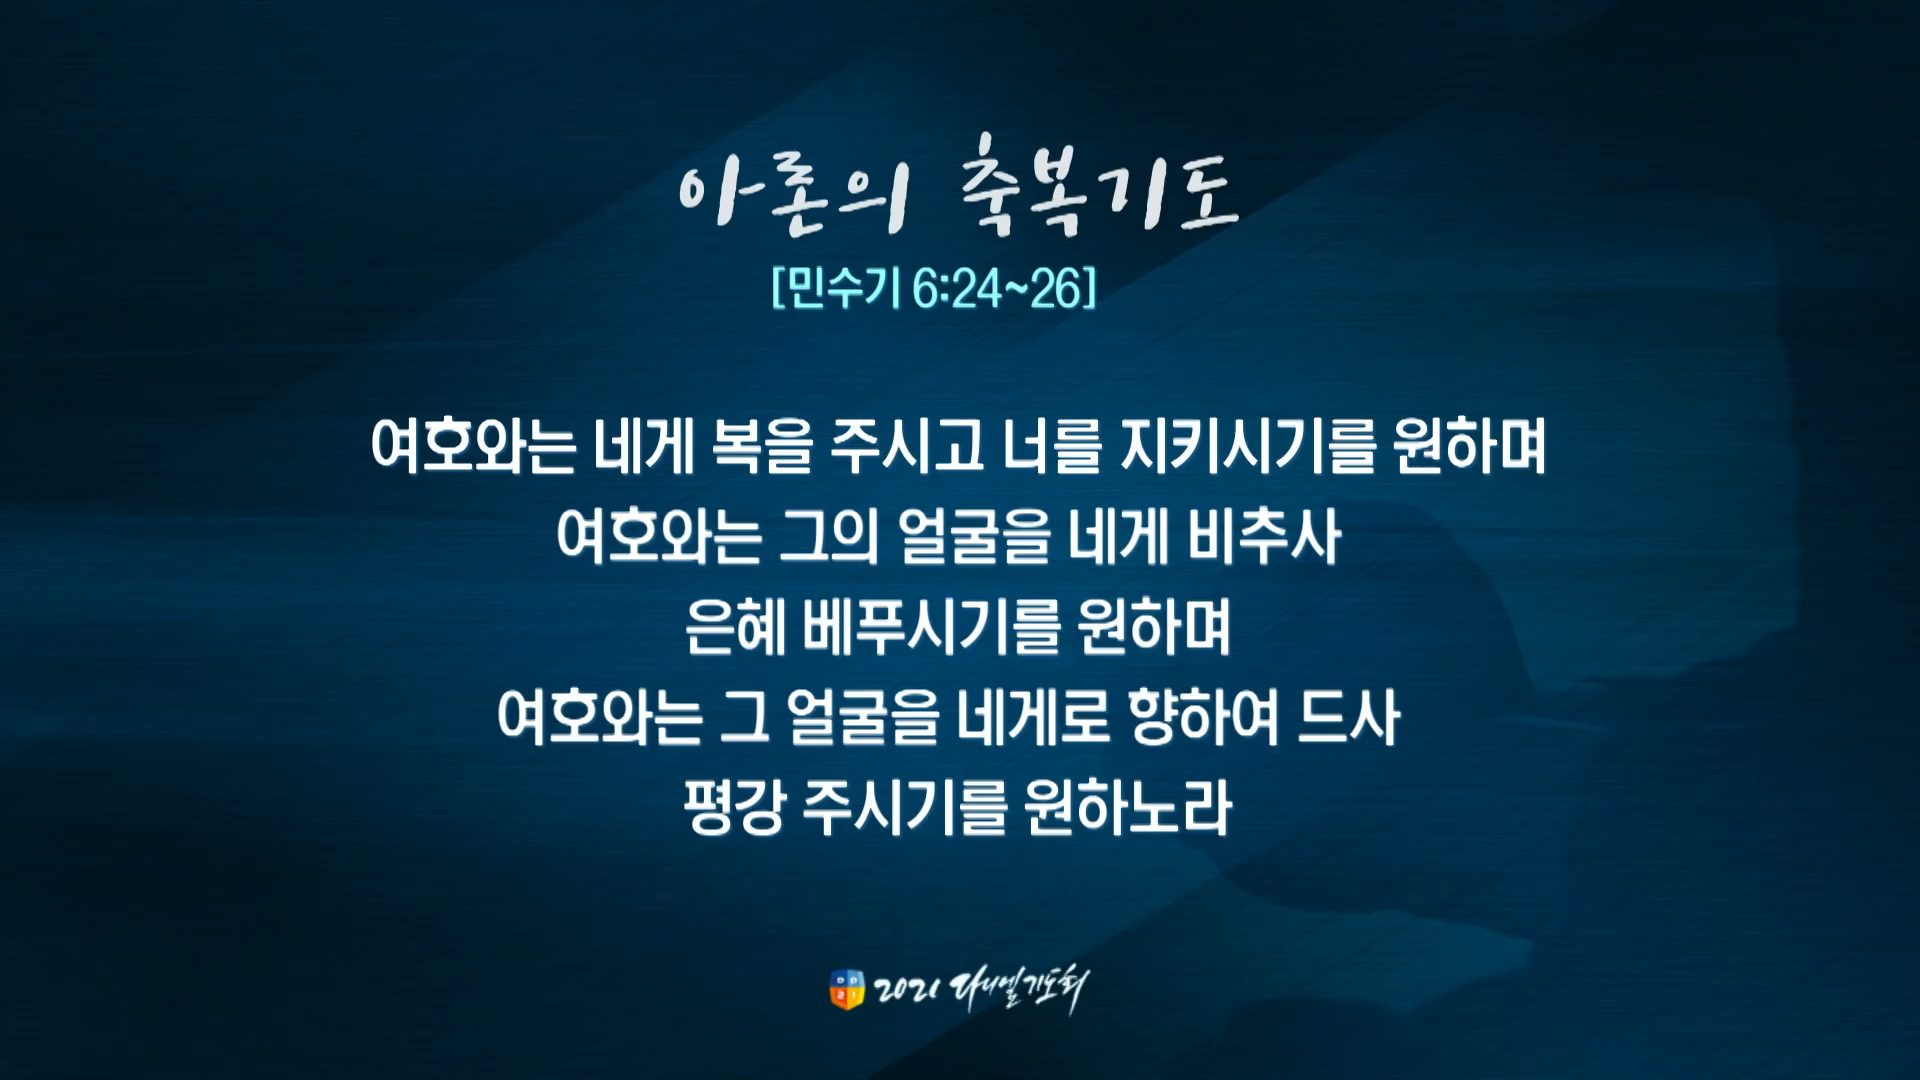 아론의 축복기도
[민수기 6:24~26]
여호와는 네게 복을 주시고 너를 지키시기를 원하며
여호와는 그의 얼굴을 네게 비추사
은혜 베푸시기를 원하며
여호와는 그 얼굴을 네게로 향하여 드사
평강 주시기를 원하노라
DD 21 2021 다니엘기도회